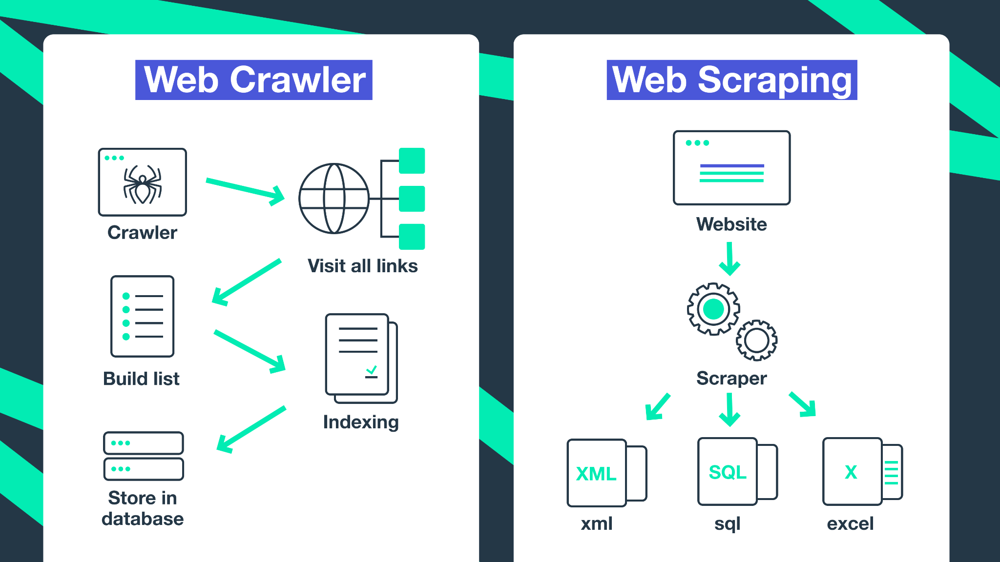 Web Crawler
Crawler
Visit all links
Build list
Indexing
Store in
database
Web Scraping
Website
Scraper
XML
SQL
X
xml
sql
excel